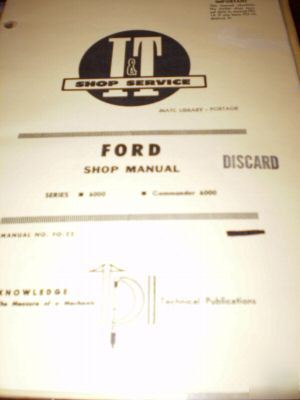 IMPORTANT
I&T
SHOP SERVICE
MATC LIBRARY - PORTAGE
FORD
SHOP MANUAL
DISCARD
SERIES ■ 6000 ■ Commander 6000
MANUAL NO. FO-22
KNOWLEDGE
The Measure of a Mechanic
Technical Publications